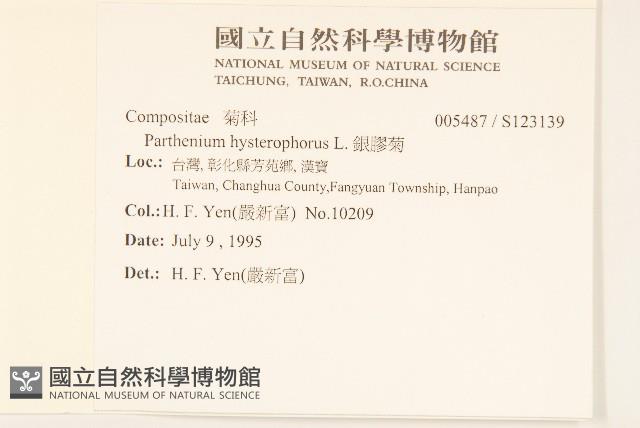 國立自然科學博物館
NATIONAL MUSEUM OF NATURAL SCIENCE
TAICHUNG, TAIWAN, R.O.CHINA
Compositae 菊科 005487 / S123139
Parthenium hysterophorus L. 銀膠菊
Loc.: 台灣, 彰化縣芳苑鄉, 漢寶
Taiwan, Changhua County,Fangyuan Township, Hanpao
Col.: H. F. Yen(嚴新富) No.10209
Date: July 9 , 1995
Det.: H. F. Yen(嚴新富)
國立自然科學博物館
NATIONAL MUSEUM OF NATURAL SCIENCE